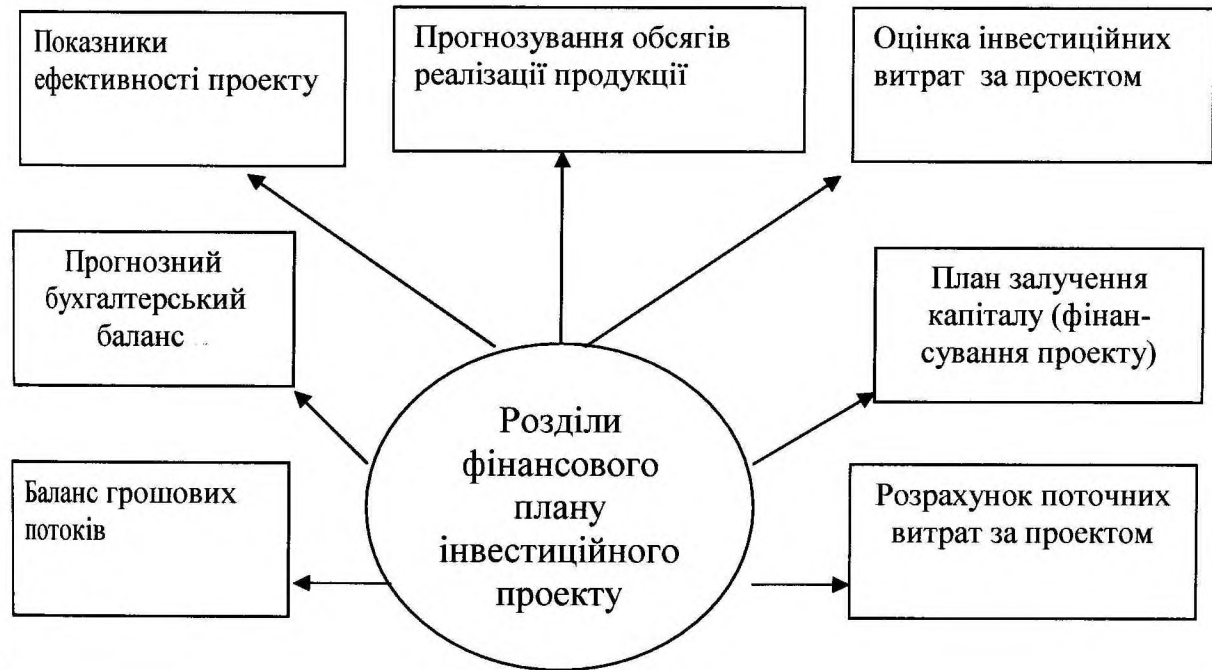 Показники
ефективності проекту
Прогнозування обсягів
реалізації продукції
Оцінка інвестиційних
витрат за проектом
Прогнозний
бухгалтерський
баланс
План залучення
капіталу (фінан-
сування проекту)
Розділи
фінансового
плану
інвестиційного
проекту
Баланс грошових
потоків
Розрахунок поточних
витрат за проектом